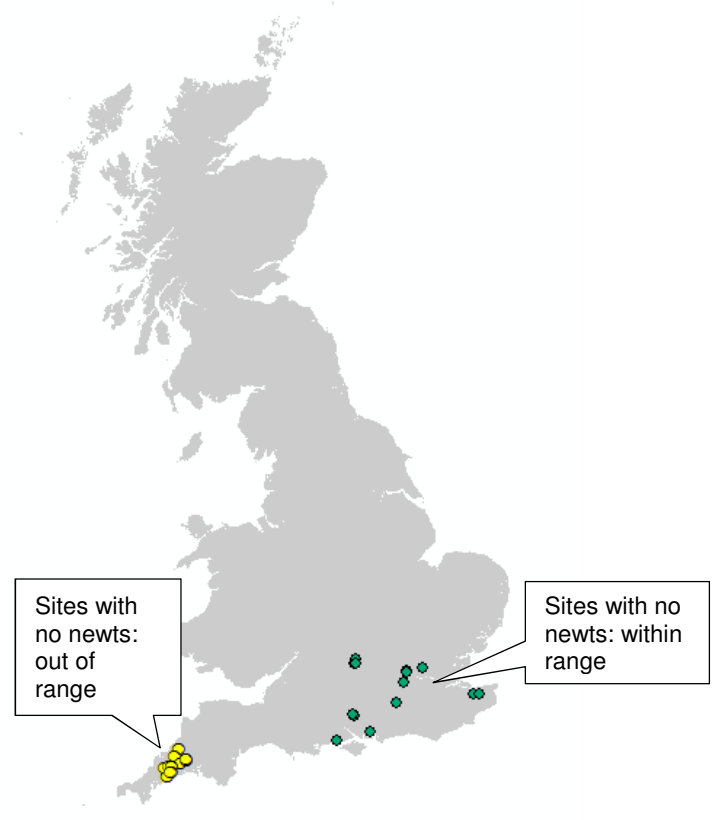 Sites with
no newts:
out of
range
Sites with no
newts: within
range